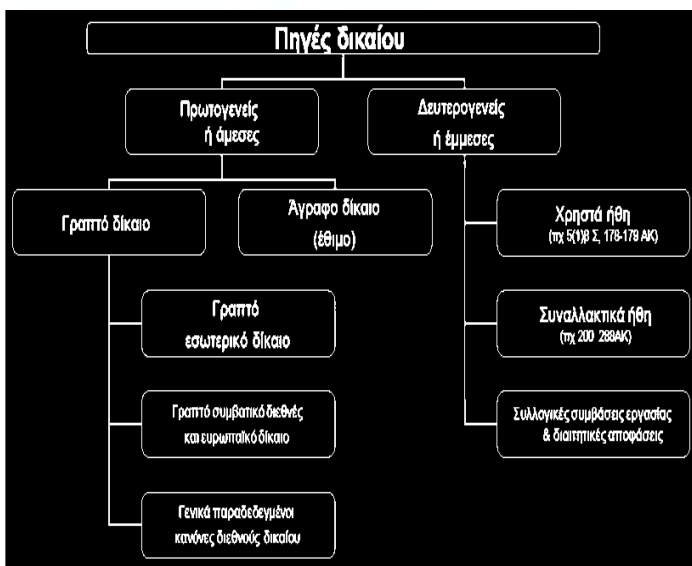 Πηγές δικαίου
Πρωτογενείς
ή άμεσες
Δευτερογενείς
ή έμμεσες
Γραπτό δίκαιο
Άγραφο δίκαιο
(έθιμο)
Χρηστά ήθη
(πχ 5(1)β Σ, 178-179 ΑΚ)
Γραπτό
εσωτερικό δίκαιο
Συναλλακτικά ήθη
(πχ 200 288ΑΚ)
Γραπτό συμβατικό διεθνές
και ευρωπαϊκό δίκαιο
Συλλογικές συμβάσεις εργασίας
& διαιτητικές αποφάσεις
Γενικά παραδεδεγμένοι
κανόνες διεθνούς δικαίου